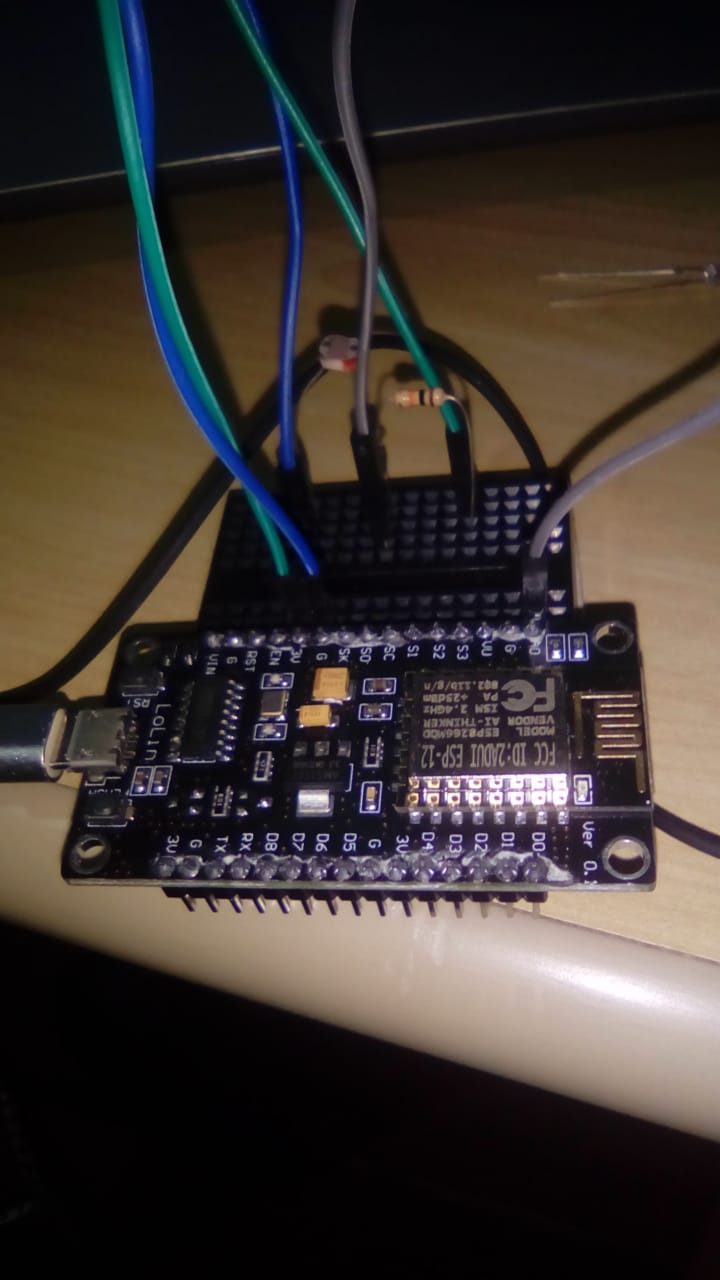 VIN
G
RST
EN
3V
G
SK
SO
SC
S1
S2
S3
VU
G
LoLin
FCC ID:2ADUI ESP-12
MODEL ESP8266MOD
VENDOR AI-THINKER
ISM 2.4GHz
PA +25dBm
802.11b/g/n
FC
3V
G
TX
RX
D8
D7
D6
D5
G
3V
D4
D3
D2
D1
D0
Ver 0.1